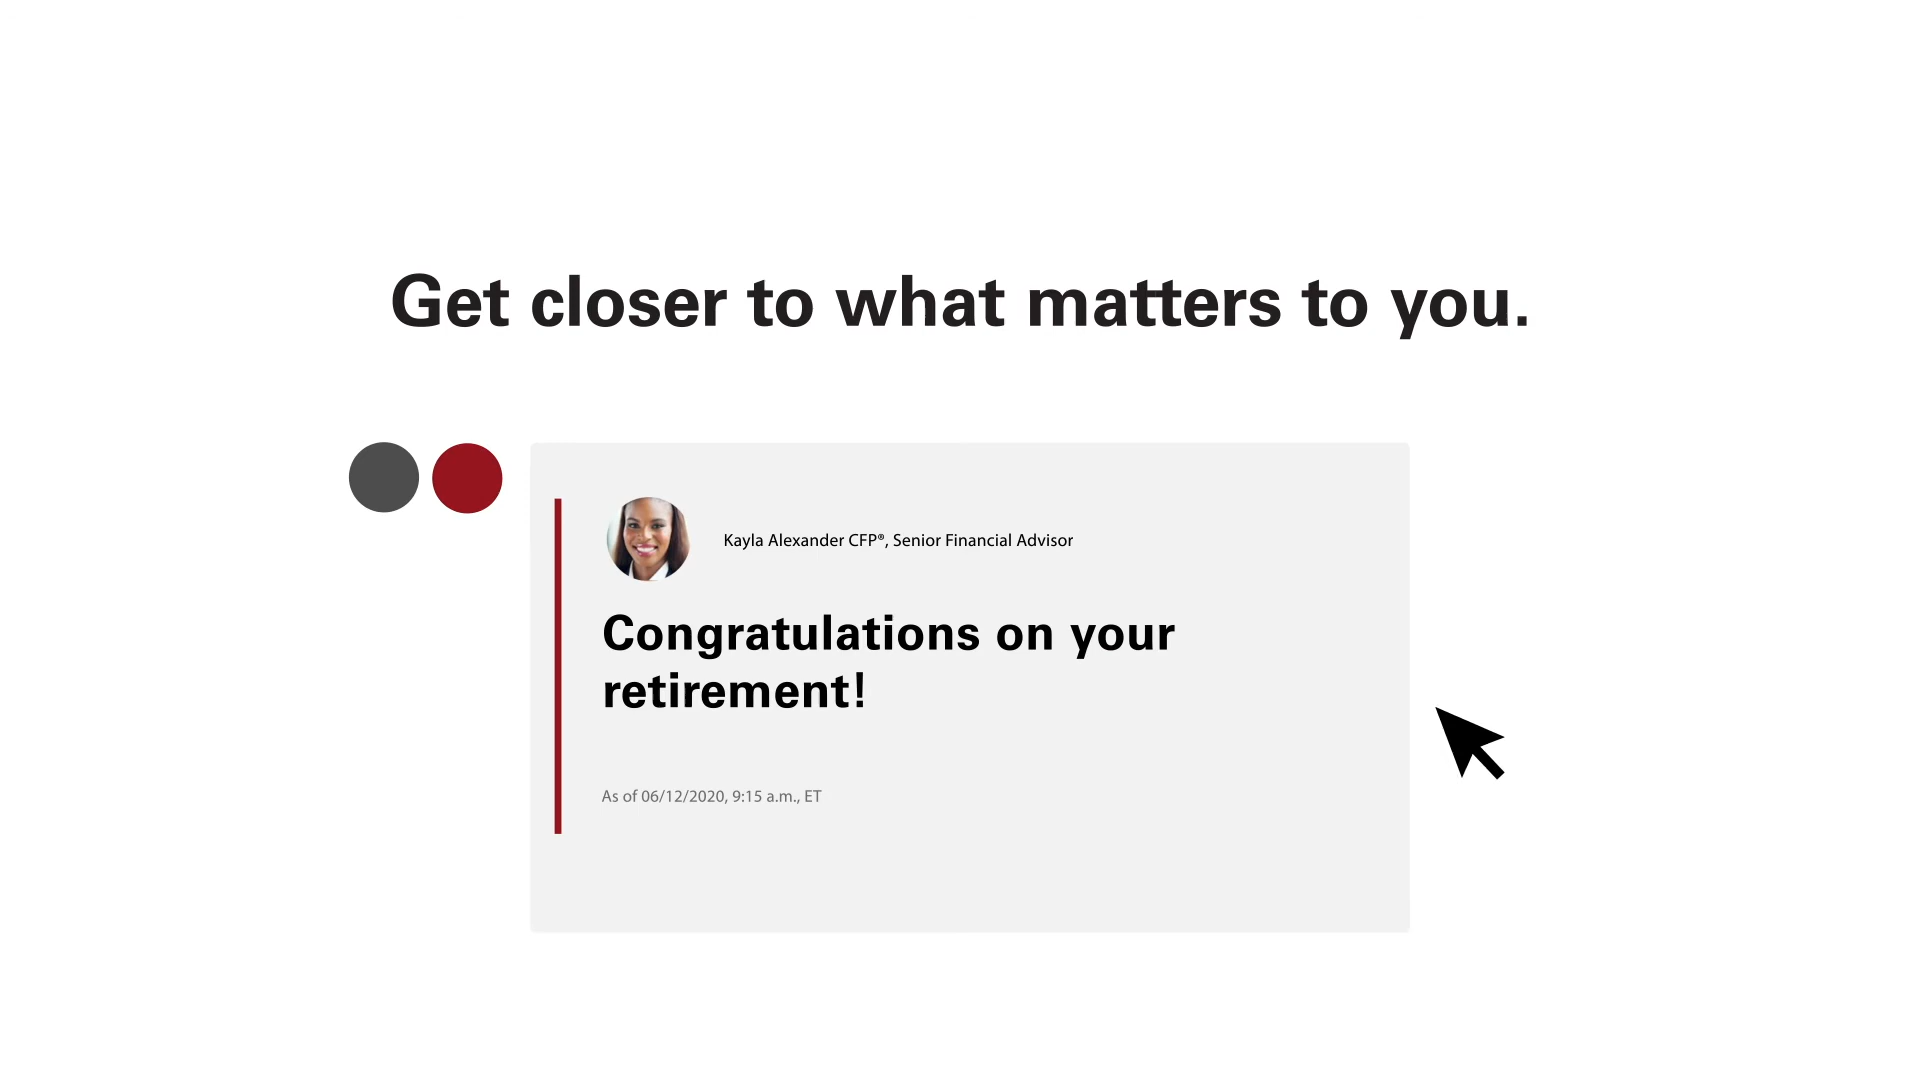 Get closer to what matters to you.
Kayla Alexander CFP®, Senior Financial Advisor
Congratulations on your
retirement!
As of 06/12/2020, 9:15 a.m., ET